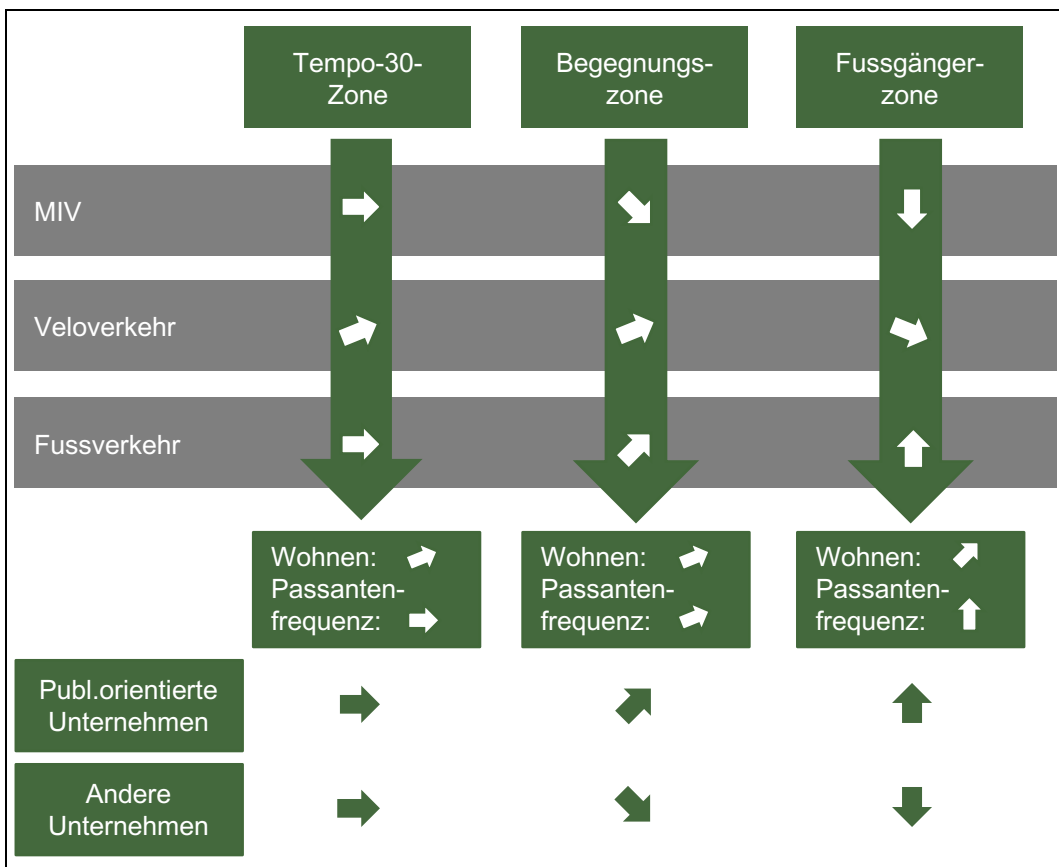 Tempo-30-
Zone
Begegnungs-
zone
Fussgänger-
zone
MIV
Veloverkehr
Fussverkehr
Wohnen:
Passanten-
frequenz:
Wohnen:
Passanten-
frequenz:
Wohnen:
Passanten-
frequenz:
Publ.orientierte
Unternehmen
Andere
Unternehmen